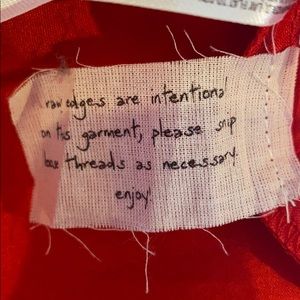 raw edges are intentional
on this garment, please snip
loose threads as necessary.
enjoy!